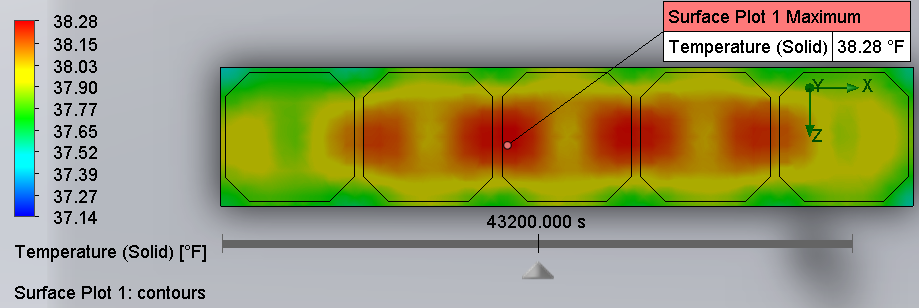 38.28
38.15
38.03
37.90
37.77
37.65
37.52
37.39
37.27
37.14
Temperature (Solid) [°F]
Surface Plot 1: contours
Surface Plot 1 Maximum
Temperature (Solid) 38.28 °F
Y X
Z
43200.000 s